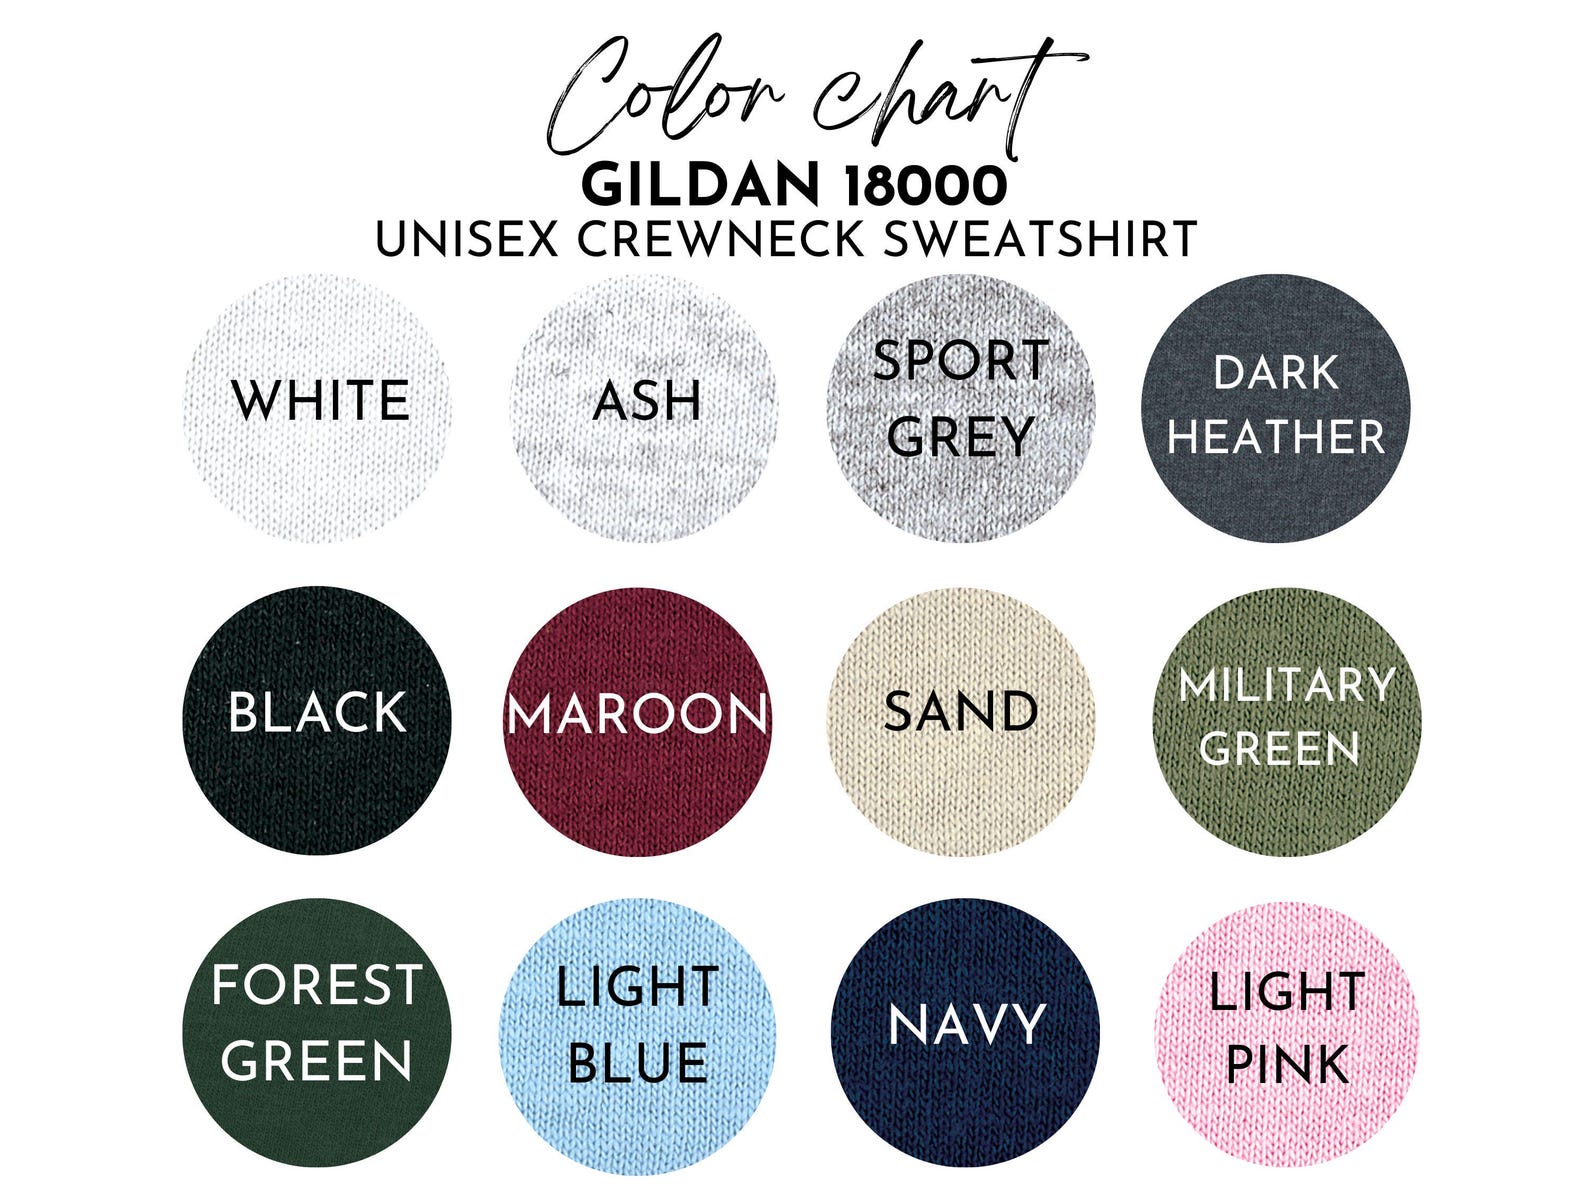 Color chart
GILDAN 18000
UNISEX CREWNECK SWEATSHIRT
WHITE
ASH
SPORT
GREY
DARK
HEATHER
BLACK
MAROON
SAND
MILITARY
GREEN
FOREST
GREEN
LIGHT
BLUE
NAVY
LIGHT
PINK